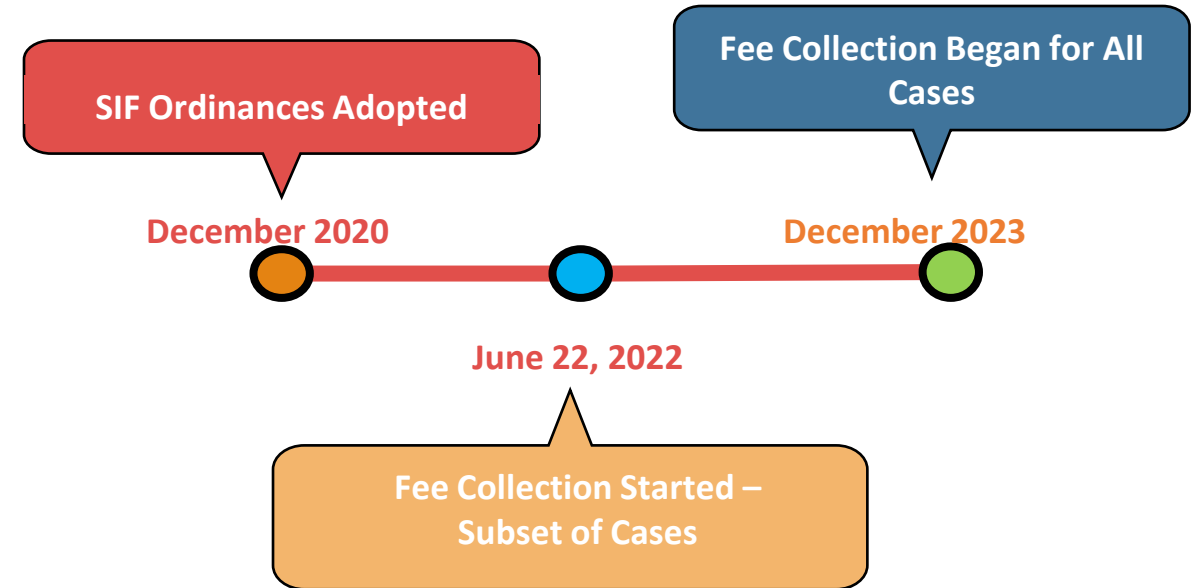 SIF Ordinances Adopted
Fee Collection Began for All
Cases
December 2020
December 2023
June 22, 2022
Fee Collection Started –
Subset of Cases